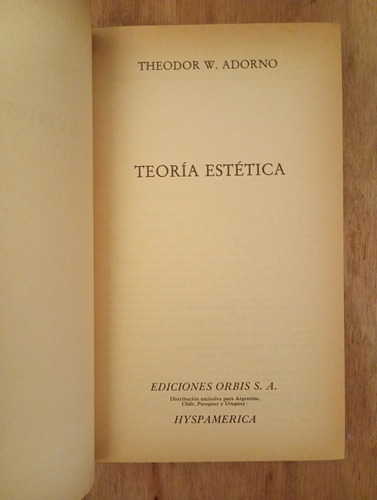 THEODOR W. ADORNO
TEORÍA ESTÉTICA
EDICIONES ORBIS S. A.
Distribución exclusiva para Argentina,
Chile, Paraguay y Uruguay:
HYSPAMERICA